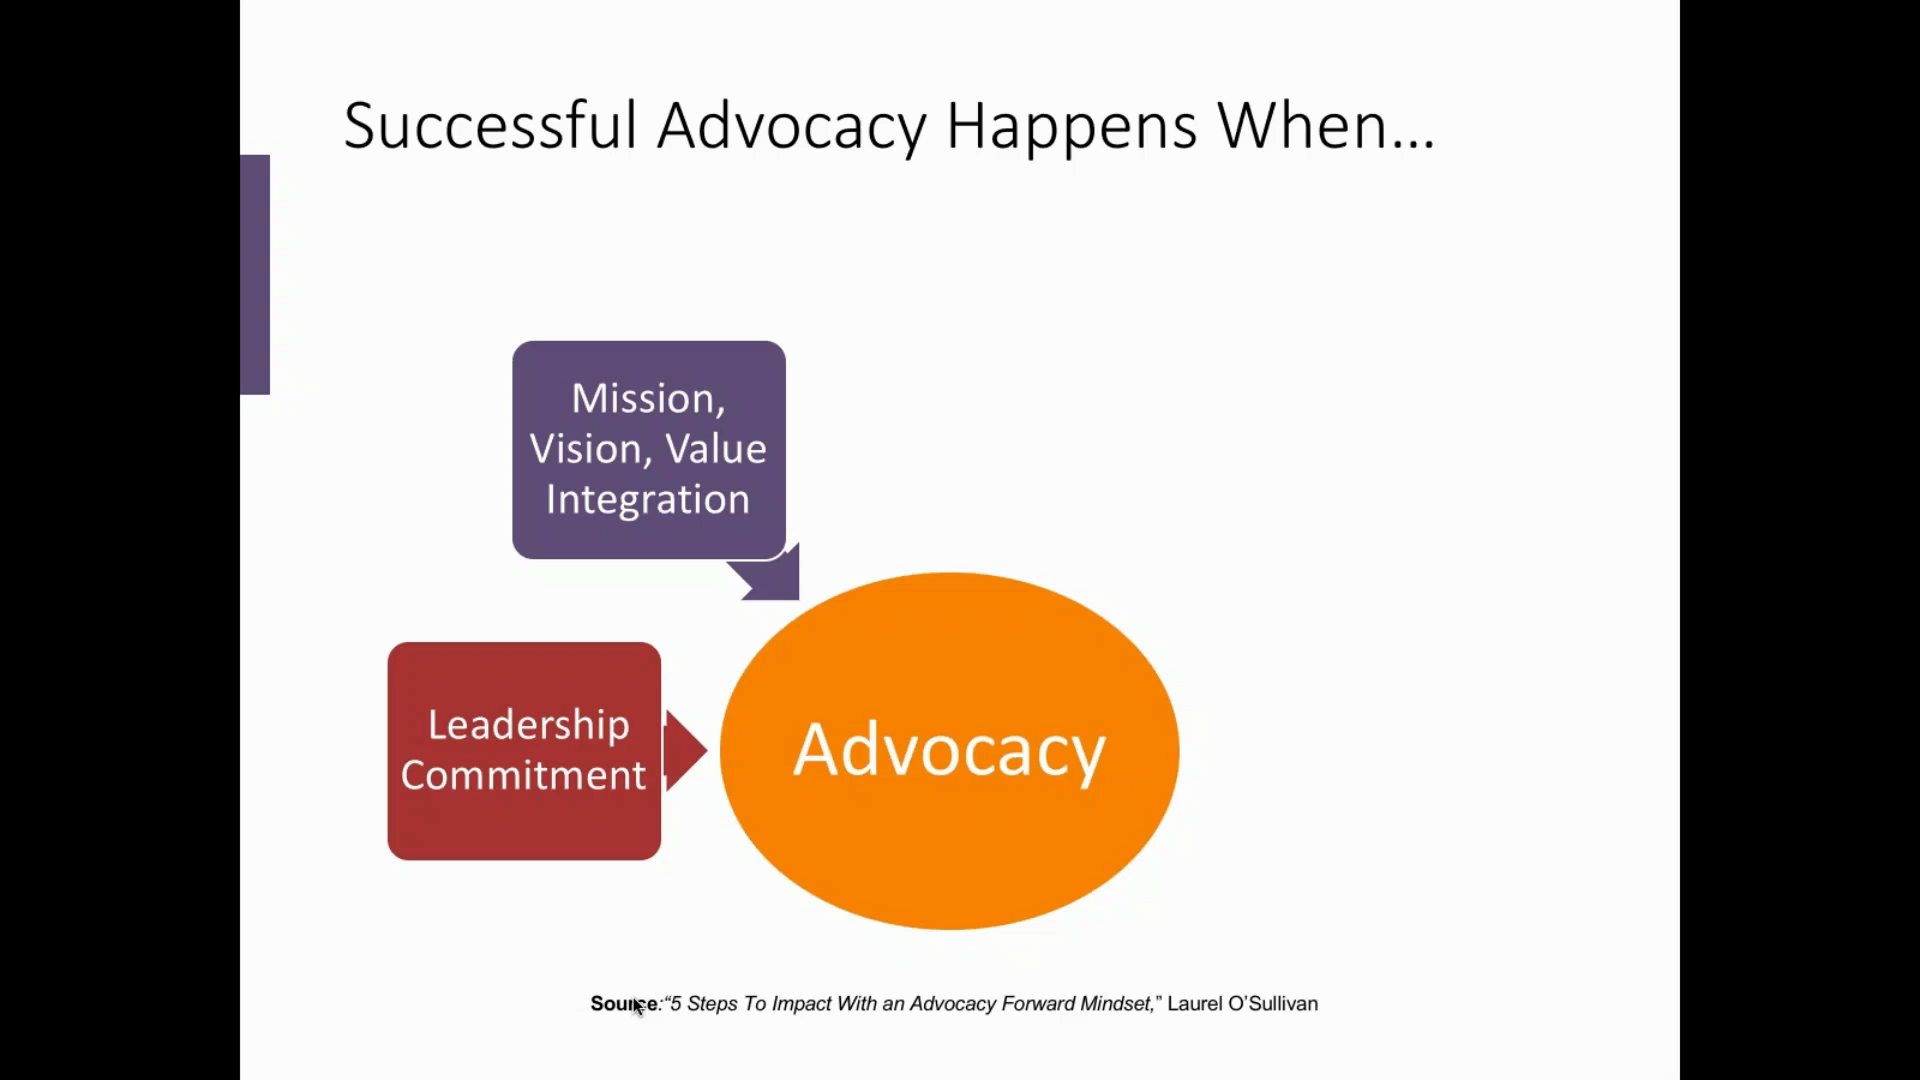 Successful Advocacy Happens When...
Mission,
Vision, Value
Integration
Leadership
Commitment
Advocacy
Source:“5 Steps To Impact With an Advocacy Forward Mindset,” Laurel O’Sullivan